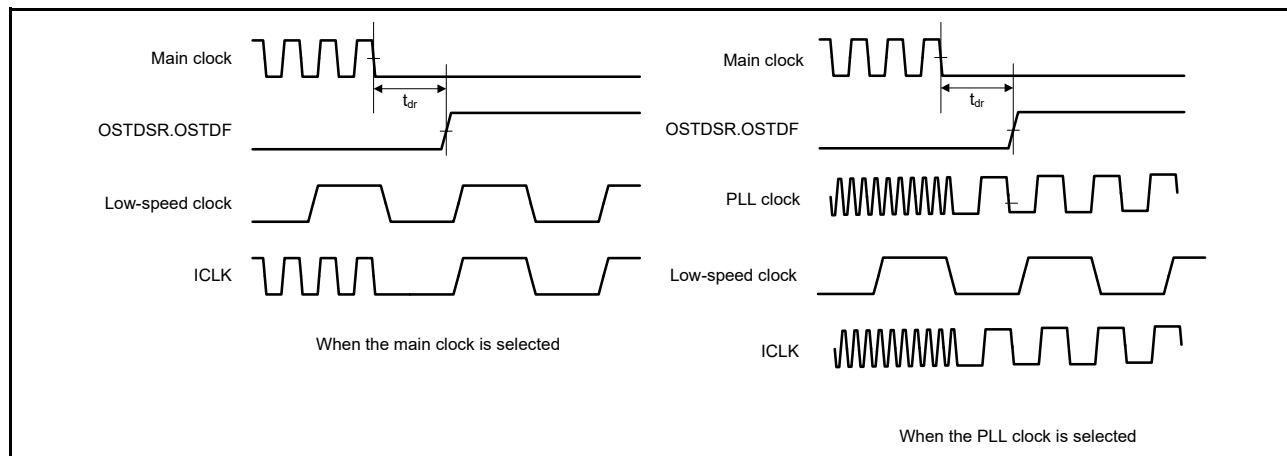 Main clock
tdr
OSTDSR.OSTDF
Low-speed clock
ICLK
When the main clock is selected
Main clock
tdr
OSTDSR.OSTDF
PLL clock
Low-speed clock
ICLK
When the PLL clock is selected